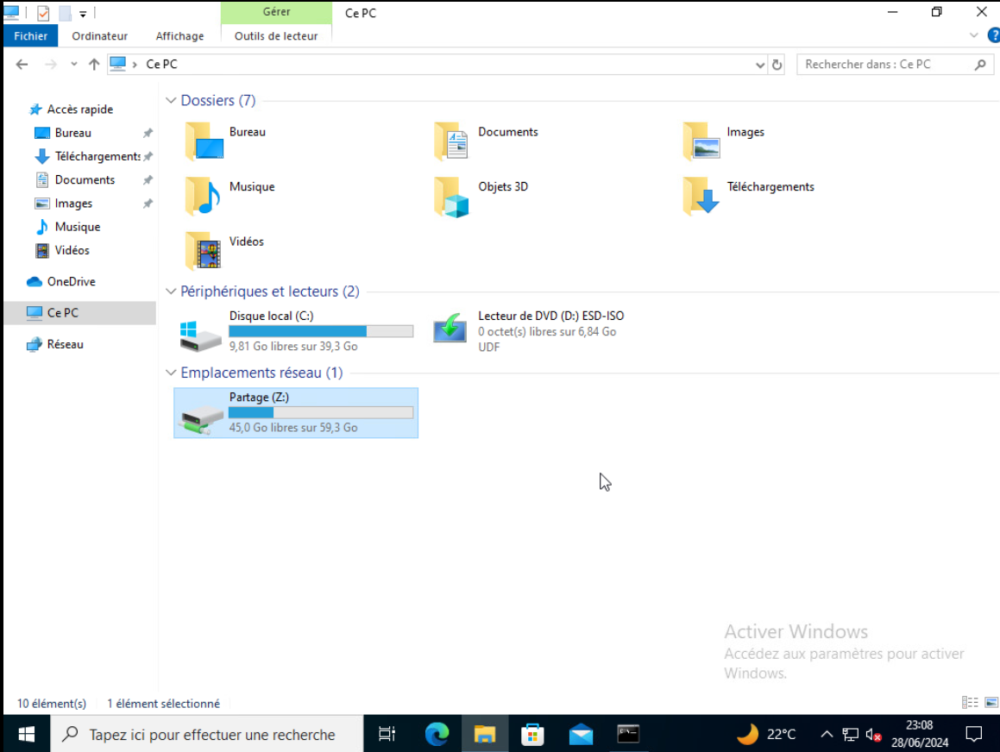 Gérer
Ce PC
Fichier
Ordinateur
Affichage
Outils de lecteur
Ce PC
Rechercher dans : Ce PC
Accès rapide
Bureau
Téléchargements
Documents
Images
Musique
Vidéos
OneDrive
Ce PC
Réseau
Dossiers (7)
Bureau
Documents
Images
Musique
Objets 3D
Téléchargements
Vidéos
Périphériques et lecteurs (2)
Disque local (C:)
9,81 Go libres sur 39,3 Go
Lecteur de DVD (D:) ESD-ISO
0 octet(s) libres sur 6,84 Go
UDF
Emplacements réseau (1)
Partage (Z:)
45,0 Go libres sur 59,3 Go
Activer Windows
Accédez aux paramètres pour activer
Windows.
10 élément(s)
1 élément sélectionné
Tapez ici pour effectuer une recherche
22°C
23:08
28/06/2024